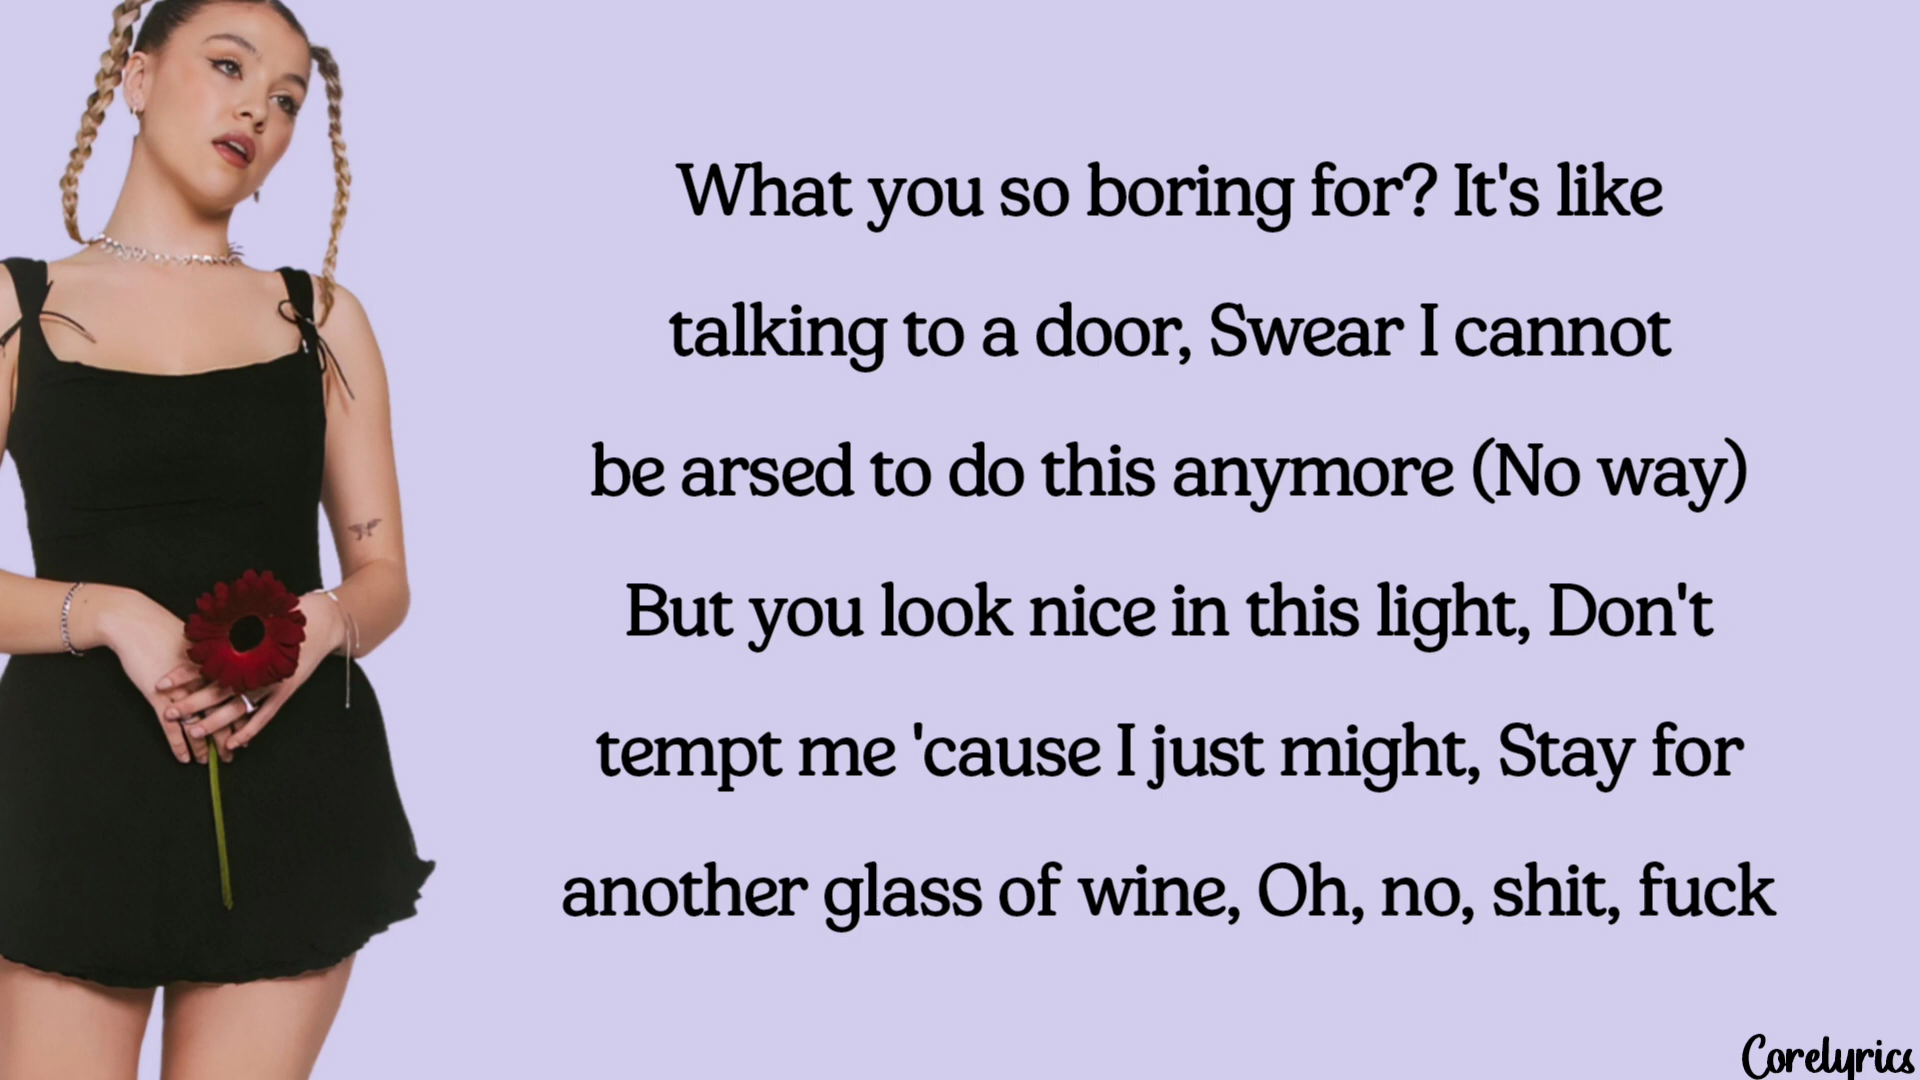 What you so boring for? It's like
talking to a door, Swear I cannot
be arsed to do this anymore (No way)
But you look nice in this light, Don't
tempt me 'cause I just might, Stay for
another glass of wine, Oh, no, shit, fuck
Corelyrics